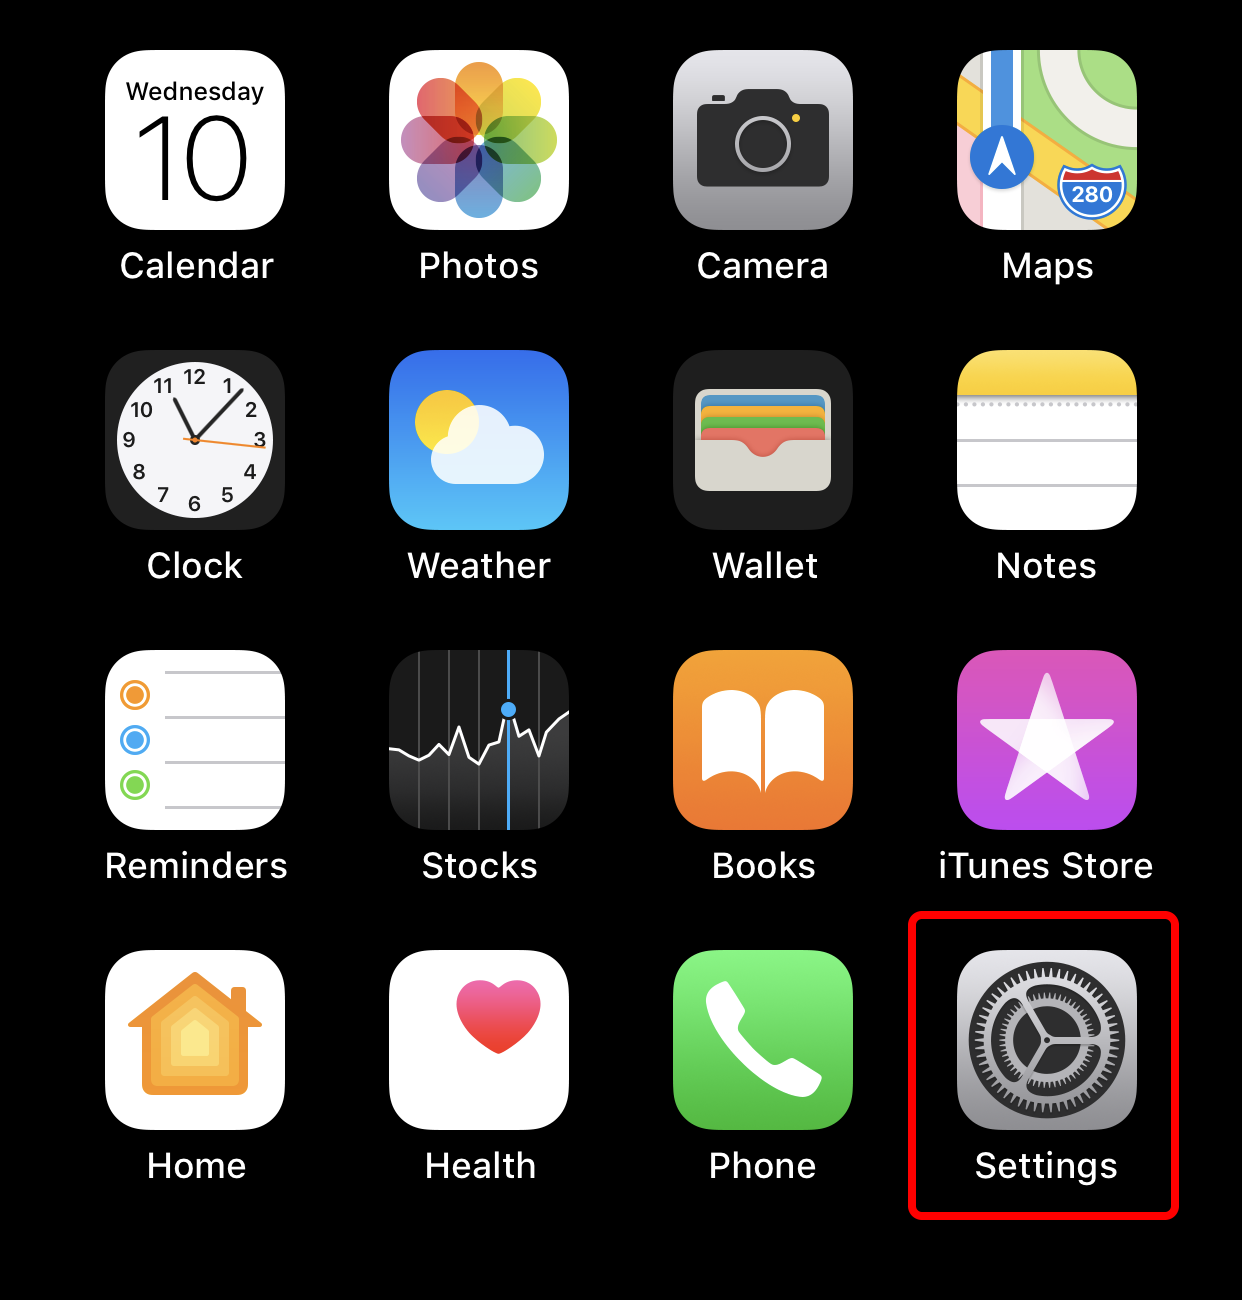 Wednesday
10
280
Calendar Photos Camera Maps
12
11 1
10 2
9 3
8 4
7 5
6
Clock Weather Wallet Notes
Reminders Stocks Books iTunes Store
Home Health Phone Settings